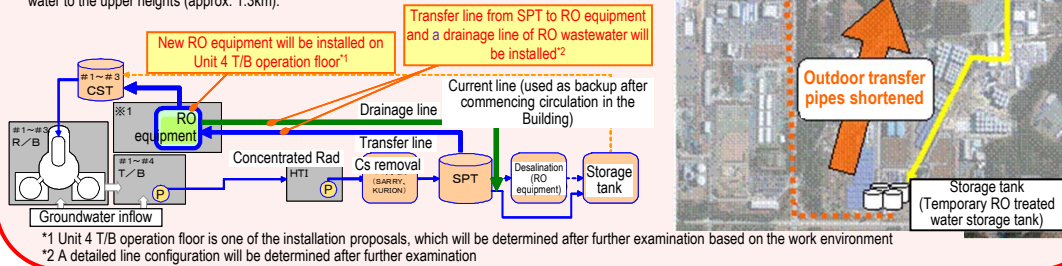 water to the upper heights (approx. 1.3km).
Transfer line from SPT to RO equipment
and a drainage line of RO wastewater will
be installed*2
New RO equipment will be installed on
Unit 4 T/B operation floor*1
#1~#3
CST
※1
RO
equipment
Drainage line
Current line (used as backup after
commencing circulation in the
Building)
#1~#3
R/B
#1~#4
T/B
P
Concentrated Rad
HTI
P
Transfer line
Cs removal
(SARRY,
KURION)
SPT
Desalination
(RO
equipment)
Storage
tank
Groundwater inflow
Outdoor transfer
pipes shortened
Storage tank
(Temporary RO treated
water storage tank)
*1 Unit 4 T/B operation floor is one of the installation proposals, which will be determined after further examination based on the work environment
*2 A detailed line configuration will be determined after further examination